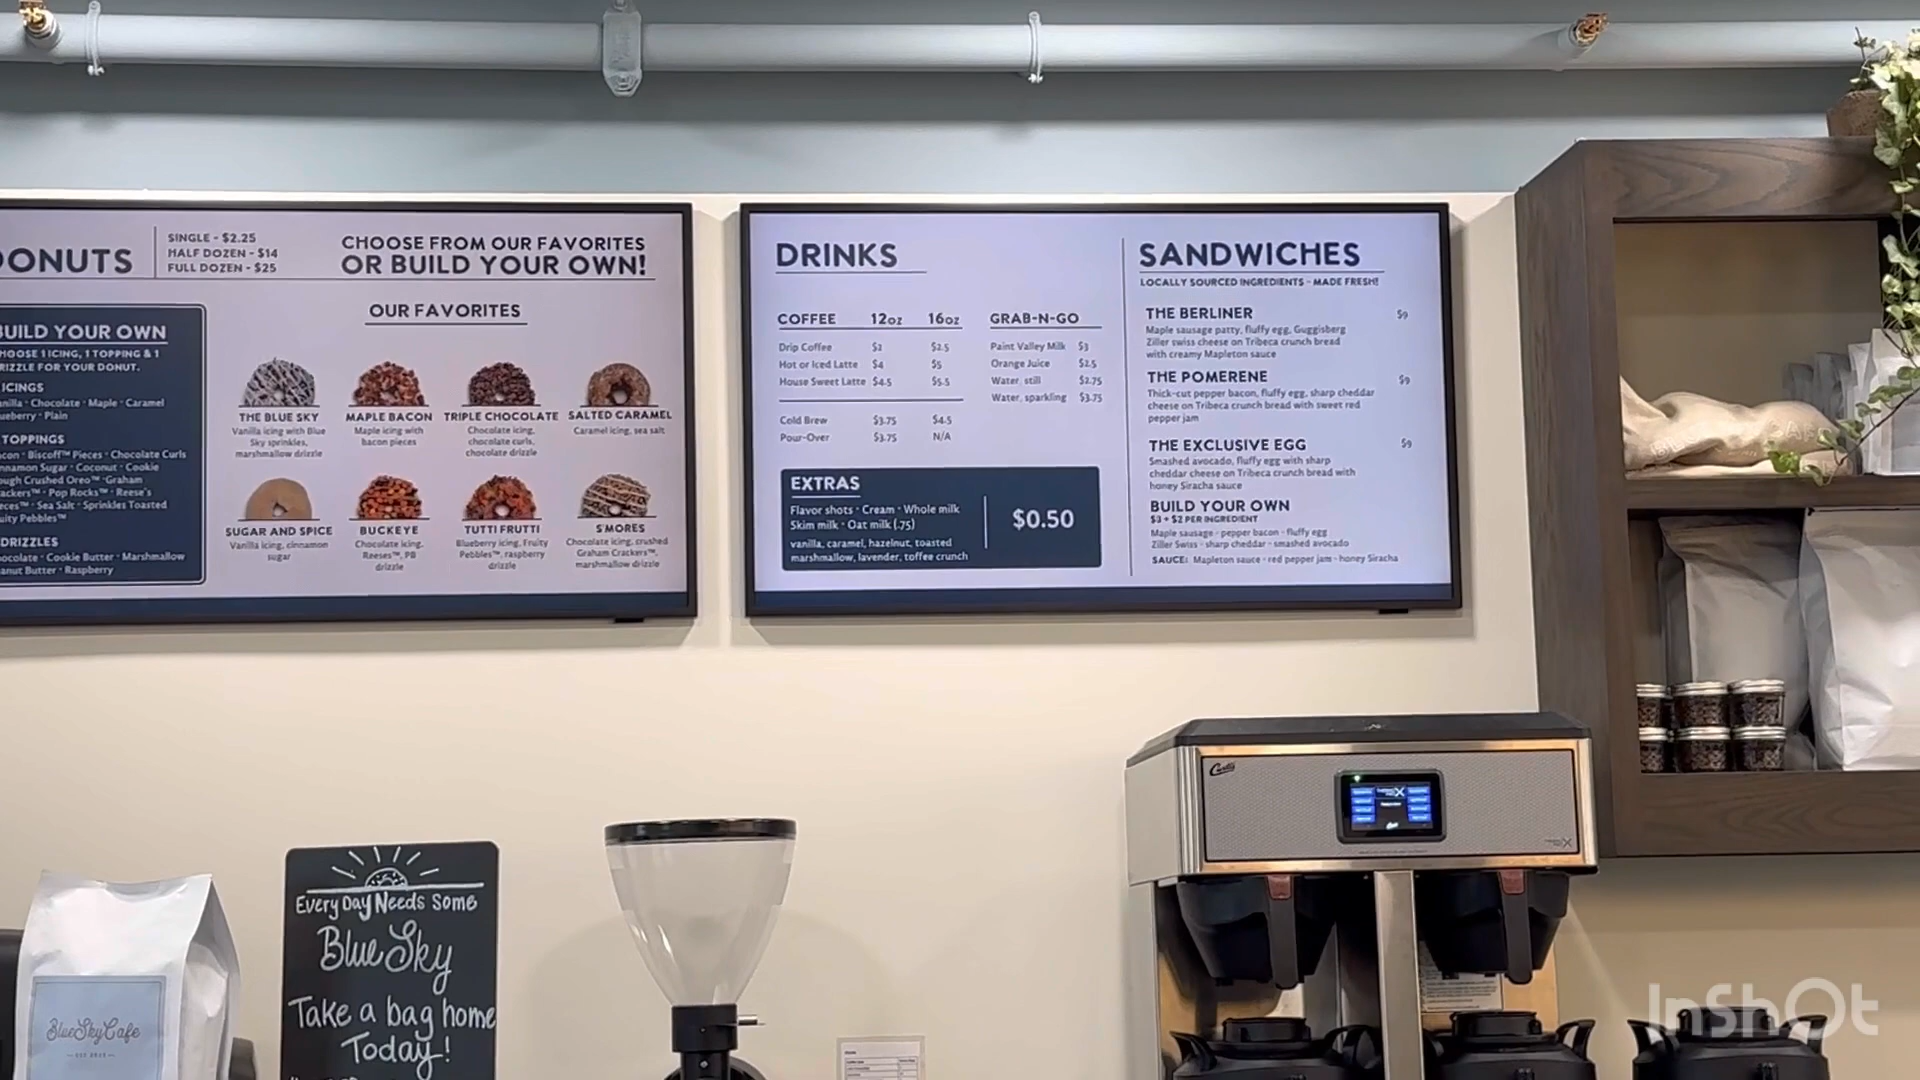 DONUTS
SINGLE - $2.25
HALF DOZEN - $14
FULL DOZEN - $25
CHOOSE FROM OUR FAVORITES
OR BUILD YOUR OWN!
BUILD YOUR OWN
HOOSE 1 ICING, 1 TOPPING & 1
RIZZLE FOR YOUR DONUT.
ICINGS
nilla • Chocolate • Maple • Caramel
ueberry • Plain
TOPPINGS
con • Biscoff™ Pieces • Chocolate Curls
nnamon Sugar • Coconut • Cookie
ough Crushed Oreo™ • Graham
ackers™ • Pop Rocks™ • Reese's
eces™ • Sea Salt • Sprinkles Toasted
uity Pebbles™
DRIZZLES
ocolate • Cookie Butter • Marshmallow
anut Butter • Raspberry
OUR FAVORITES
THE BLUE SKY
Vanilla icing with Blue
Sky sprinkles,
marshmallow drizzle
MAPLE BACON
Maple icing with
bacon pieces
TRIPLE CHOCOLATE
Chocolate icing,
chocolate curls,
chocolate drizzle
SALTED CARAMEL
Caramel icing, sea salt
SUGAR AND SPICE
Vanilla icing, cinnamon
sugar
BUCKEYE
Chocolate icing,
Reeses™, PB
drizzle
TUTTI FRUTTI
Blueberry icing, Fruity
Pebbles™, raspberry
drizzle
S'MORES
Chocolate icing, crushed
Graham Crackers™,
marshmallow drizzle
DRINKS
COFFEE 12oz 16oz
Drip Coffee $2 $2.5
Hot or Iced Latte $4 $5
House Sweet Latte $4.5 $5.5
Cold Brew $3.75 $4.5
Pour-Over $3.75 N/A
GRAB-N-GO
Paint Valley Milk $3
Orange Juice $2.5
Water, still $2.75
Water, sparkling $3.75
EXTRAS
Flavor shots • Cream • Whole milk
Skim milk • Oat milk (.75)
vanilla, caramel, hazelnut, toasted
marshmallow, lavender, toffee crunch
$0.50
SANDWICHES
LOCALLY SOURCED INGREDIENTS - MADE FRESH!
THE BERLINER $9
Maple sausage patty, fluffy egg, Guggisberg
Ziller swiss cheese on Tribeca crunch bread
with creamy Mapleton sauce
THE POMERENE $9
Thick-cut pepper bacon, fluffy egg, sharp cheddar
cheese on Tribeca crunch bread with sweet red
pepper jam
THE EXCLUSIVE EGG $9
Smashed avocado, fluffy egg with sharp
cheddar cheese on Tribeca crunch bread with
honey Siracha sauce
BUILD YOUR OWN
$3 + $2 PER INGREDIENT
Maple sausage - pepper bacon - fluffy egg
Ziller Swiss - sharp cheddar - smashed avocado
SAUCE: Mapleton sauce - red pepper jam - honey Siracha
Curtis
Every Day Needs Some
Blue Sky
Take a bag home
Today!
BlueSkyCafe
InShOt